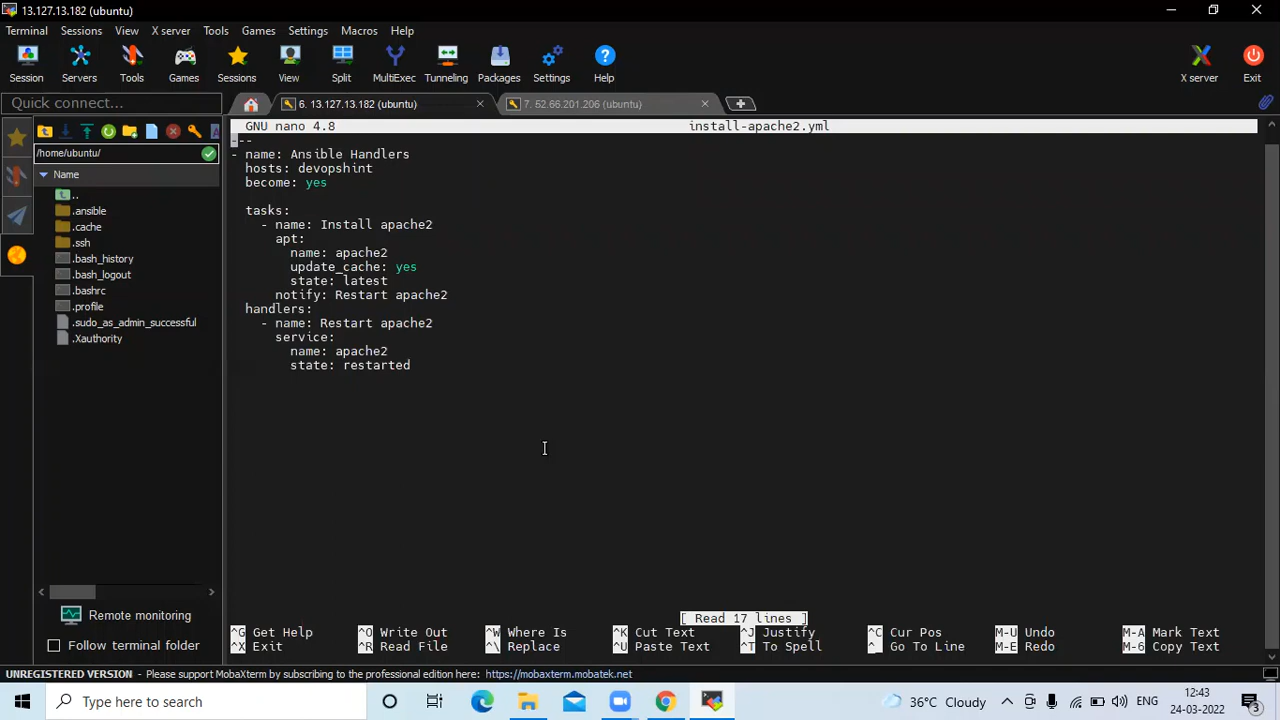 13.127.13.182 (ubuntu)
Terminal Sessions View X server Tools Games Settings Macros Help
Session Servers Tools Games Sessions View Split MultiExec Tunneling Packages Settings Help X server Exit
Quick connect...
6. 13.127.13.182 (ubuntu)
7. 52.66.201.206 (ubuntu)
/home/ubuntu/
Name
..
.ansible
.cache
.ssh
.bash_history
.bash_logout
.bashrc
.profile
.sudo_as_admin_successful
.Xauthority
Remote monitoring
Follow terminal folder
GNU nano 4.8 install-apache2.yml
---
- name: Ansible Handlers
hosts: devopshint
become: yes
tasks:
- name: Install apache2
apt:
name: apache2
update_cache: yes
state: latest
notify: Restart apache2
handlers:
- name: Restart apache2
service:
name: apache2
state: restarted
[ Read 17 lines ]
^G Get Help ^O Write Out ^W Where Is ^K Cut Text ^J Justify ^C Cur Pos M-U Undo M-A Mark Text
^X Exit ^R Read File ^\ Replace ^U Paste Text ^T To Spell ^_ Go To Line M-E Redo M-6 Copy Text
UNREGISTERED VERSION - Please support MobaXterm by subscribing to the professional edition here: https://mobaxterm.mobatek.net
Type here to search
36°C Cloudy
ENG
12:43
24-03-2022
3